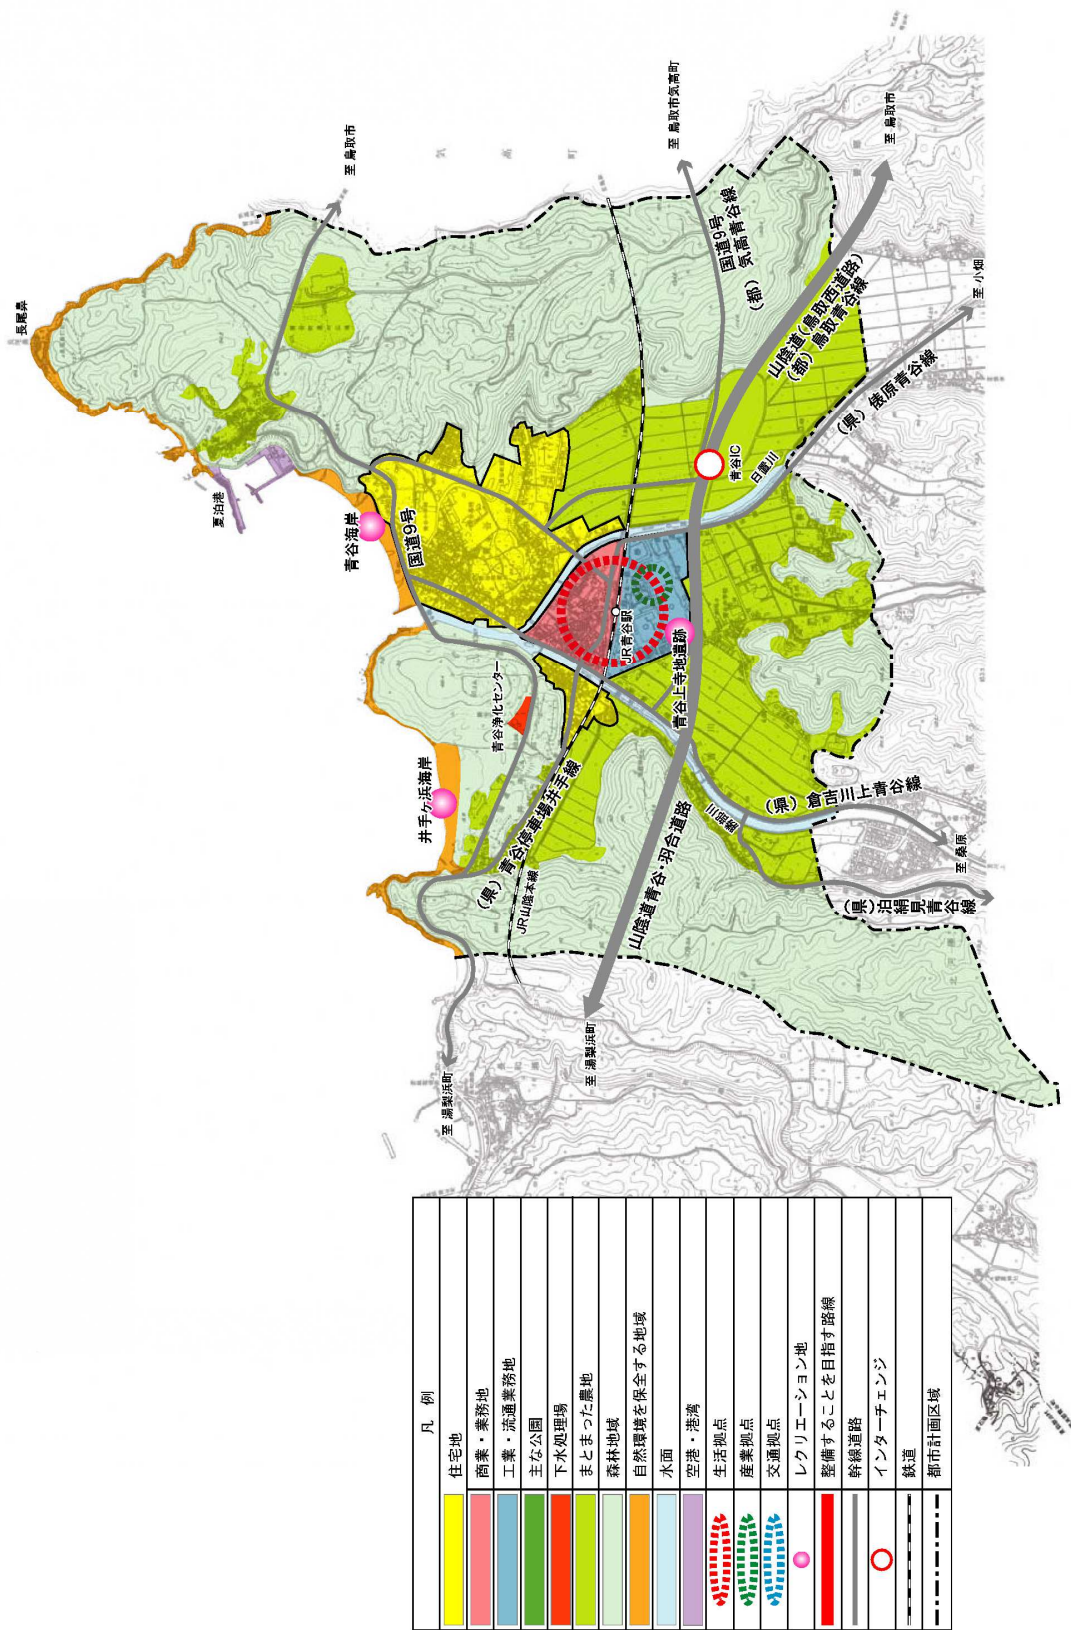 長尾鼻
至 鳥取市
気高町
至 鳥取市気高町
至 鳥取市
夏泊港
青谷海岸
国道9号
国道9号
(都) 気高青谷線
山陰道(鳥取西道路)
(都) 鳥取青谷線
(県) 俵原青谷線
至 小畑
青谷IC
日置川
JR青谷駅
青谷上寺地遺跡
青谷浄化センター
井手ヶ浜海岸
(県) 青谷停車場井手線
JR山陰本線
山陰道青谷・羽合道路
勝部川
(県) 倉吉川上青谷線
至 桑原
(県)泊絹見青谷線
至 湯梨浜町
至 湯梨浜町
凡 例
住宅地
商業・業務地
工業・流通業務地
主な公園
下水処理場
まとまった農地
森林地域
自然環境を保全する地域
水面
空港・港湾
生活拠点
産業拠点
交通拠点
レクリエーション地
整備することを目指す路線
幹線道路
インターチェンジ
鉄道
都市計画区域